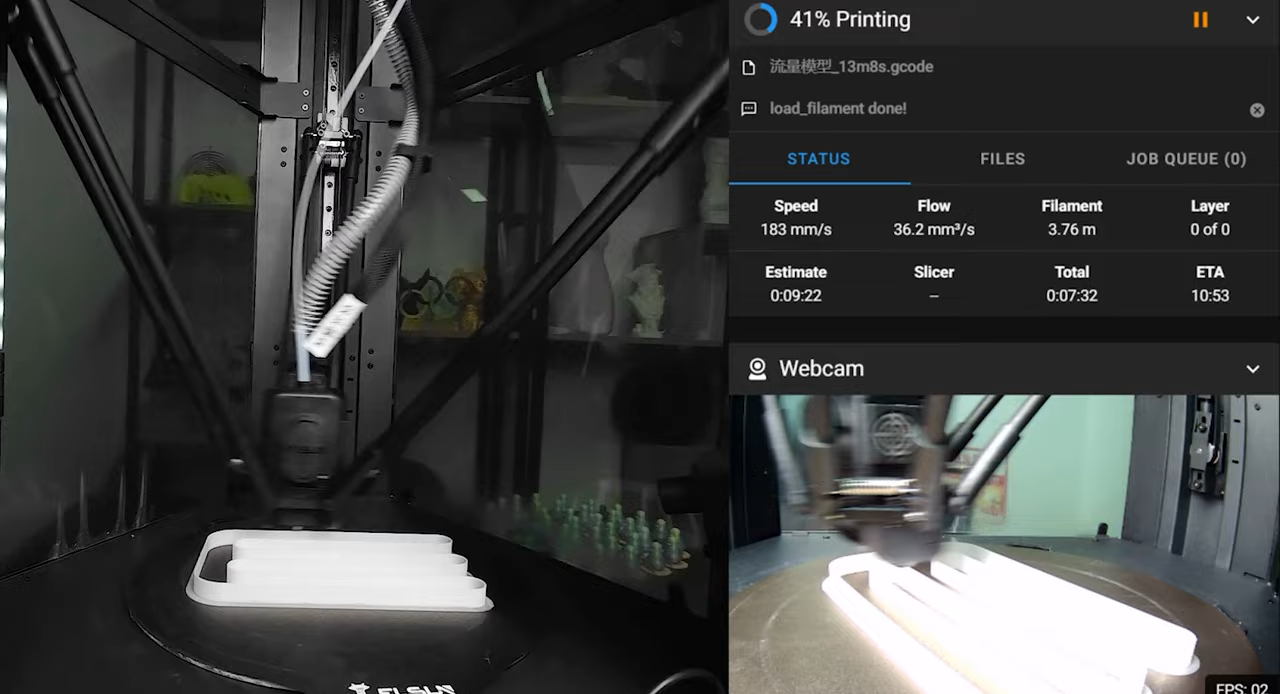 41% Printing
流量模型_13m8s.gcode
load_filament done!
STATUS
FILES
JOB QUEUE (0)
Speed
Flow
Filament
Layer
183 mm/s
36.2 mm³/s
3.76 m
0 of 0
Estimate
Slicer
Total
ETA
0:09:22
–
0:07:32
10:53
Webcam
FPS: 02